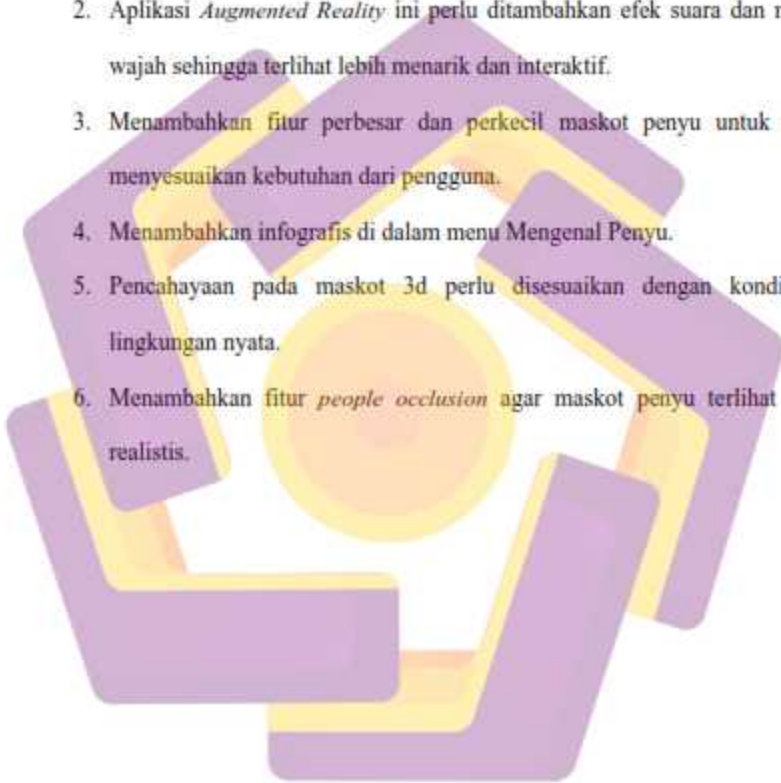 2. Aplikasi Augmented Reality ini perlu ditambahkan efek suara dan
wajah sehingga terlihat lebih menarik dan interaktif.
3. Menambahkan fitur perbesar dan perkecil maskot penyu untuk
menyesuaikan kebutuhan dari pengguna.
4. Menambahkan infografis di dalam menu Mengenal Penyu.
5. Pencahayaan pada maskot 3d perlu disesuaikan dengan
lingkungan nyata.
6. Menambahkan fitur people occlusion agar maskot penyu terlihat
realistis.